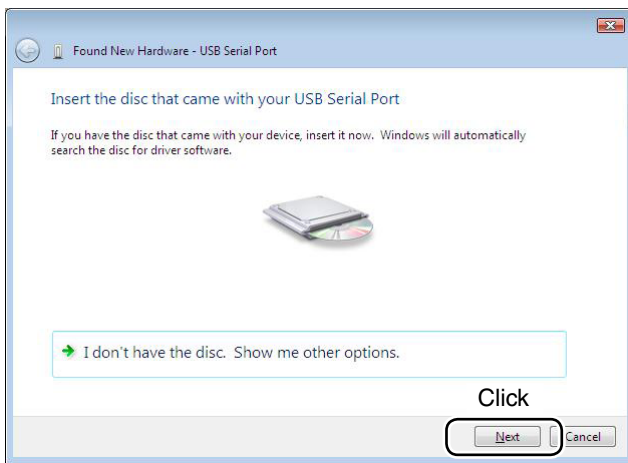 Found New Hardware - USB Serial Port
Insert the disc that came with your USB Serial Port
If you have the disc that came with your device, insert it now. Windows will automatically
search the disc for driver software.
I don't have the disc. Show me other options.
Click
Next Cancel